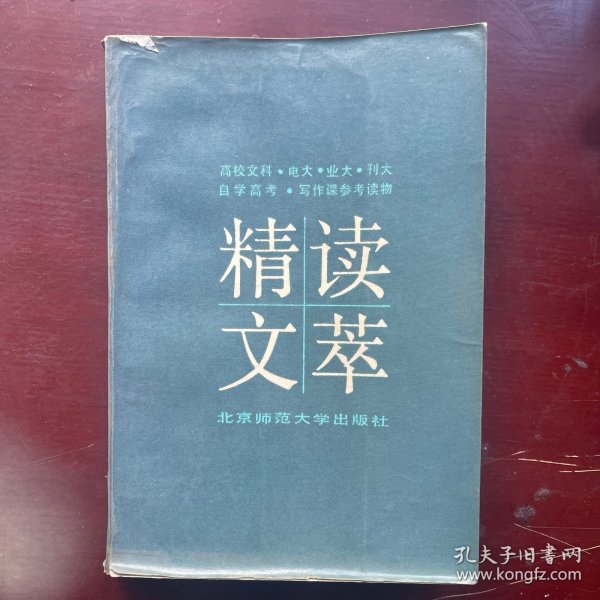 高校文科•电大•业大•刊大
自学高考•写作课参考读物
精读
文萃
北京师范大学出版社
孔夫子旧书网
www.kongfz.com